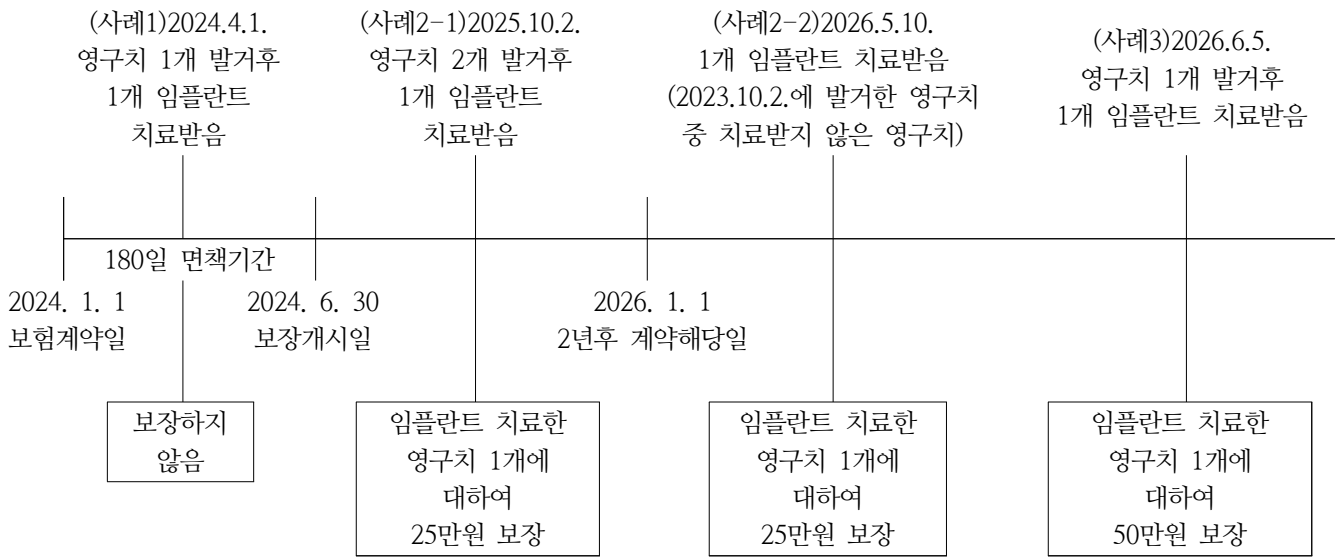 (사례1)2024.4.1.
영구치 1개 발거후
1개 임플란트
치료받음
(사례2-1)2025.10.2.
영구치 2개 발거후
1개 임플란트
치료받음
(사례2-2)2026.5.10.
1개 임플란트 치료받음
(2023.10.2.에 발거한 영구치
중 치료받지 않은 영구치)
(사례3)2026.6.5.
영구치 1개 발거후
1개 임플란트 치료받음
180일 면책기간
2024. 1. 1
보험계약일
2024. 6. 30
보장개시일
2026. 1. 1
2년후 계약해당일
보장하지
않음
임플란트 치료한
영구치 1개에
대하여
25만원 보장
임플란트 치료한
영구치 1개에
대하여
25만원 보장
임플란트 치료한
영구치 1개에
대하여
50만원 보장